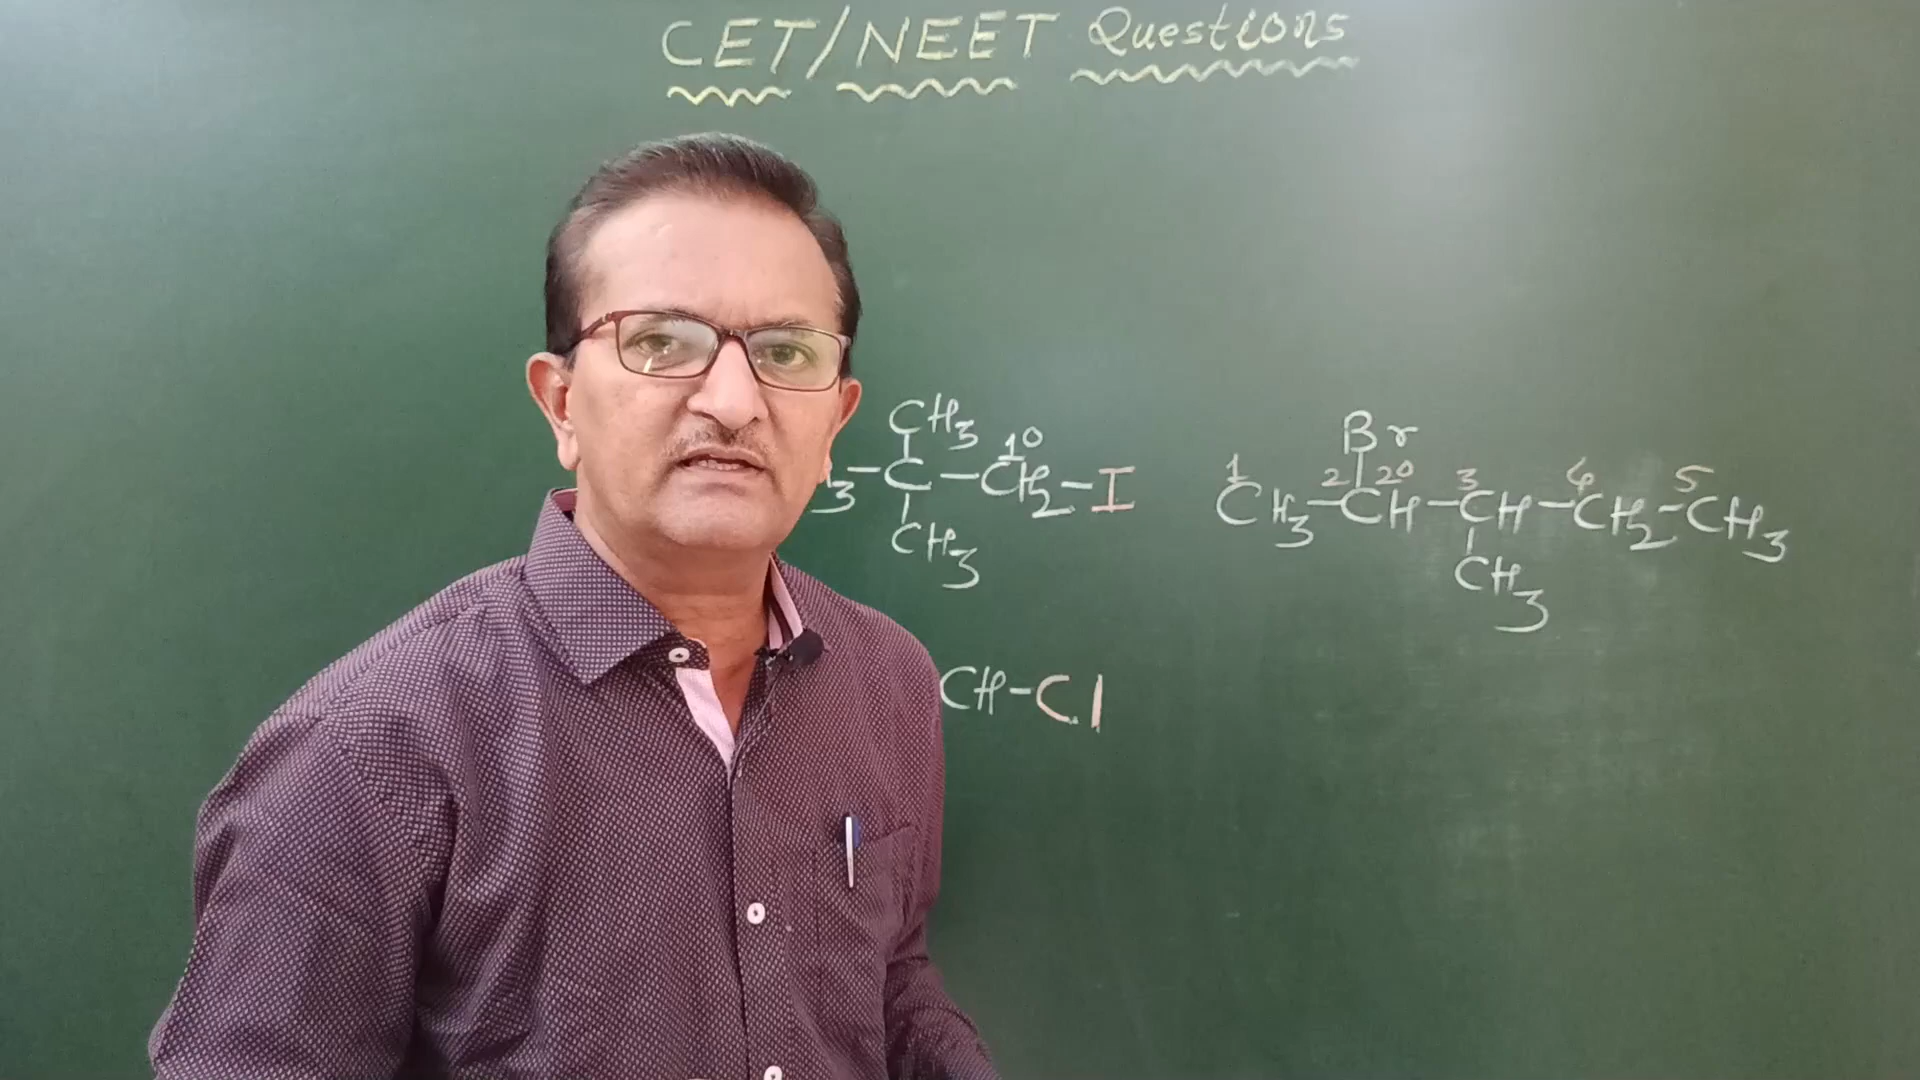 CET/NEET Questions
CH3
1°
3-C-CH2-I
CH3
Br
1 2 2° 3 4 5
CH3-CH-CH-CH2-CH3
CH3
CH-Cl